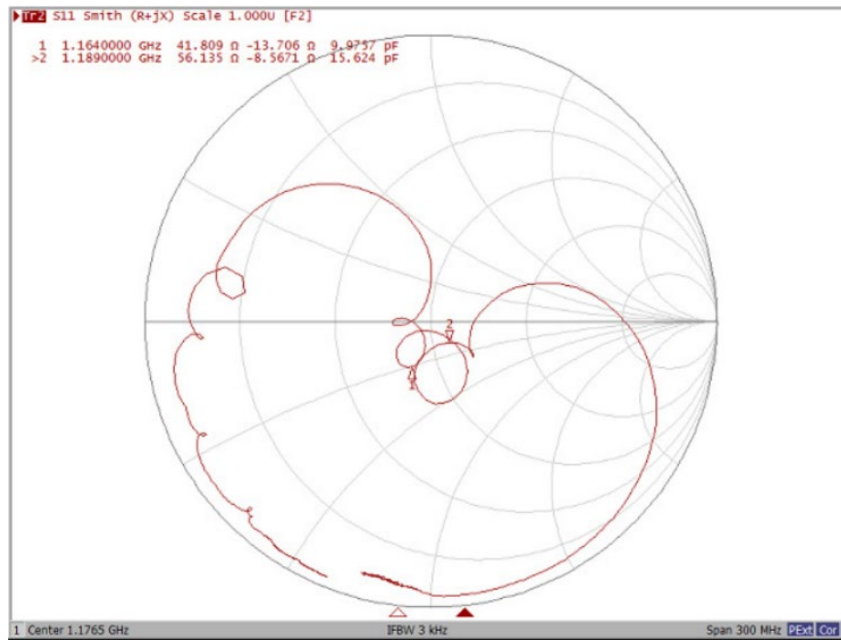 Tr2 S11 Smith (R+jX) Scale 1.000U [F2]
1 1.1640000 GHz 41.809 Ω -13.706 Ω 9.9757 pF
>2 1.1890000 GHz 56.135 Ω -8.5671 Ω 15.624 pF
2
1
1 Center 1.1765 GHz IFBW 3 kHz Span 300 MHz PExt Cor